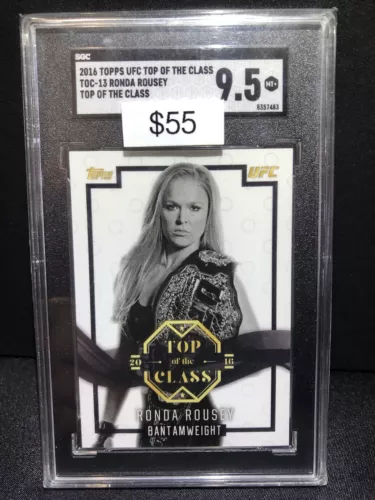 SGC
2016 TOPPS UFC TOP OF THE CLASS
TOC-13 RONDA ROUSEY
TOP OF THE CLASS
9.5 MT+
8357483
$55
Topps
UFC
TOP
20 of the 16
CLASS
RONDA ROUSEY
BANTAMWEIGHT